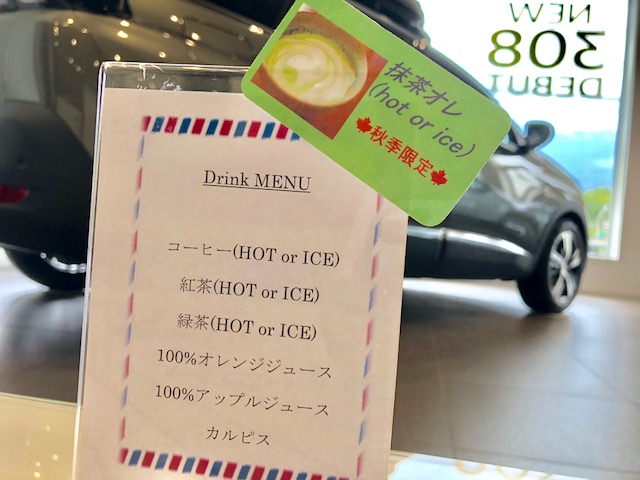 NEW
308
DEBUT
抹茶オレ
(hot or ice)
🍁秋季限定🍁
Drink MENU
コーヒー(HOT or ICE)
紅茶(HOT or ICE)
緑茶(HOT or ICE)
100%オレンジジュース
100%アップルジュース
カルピス